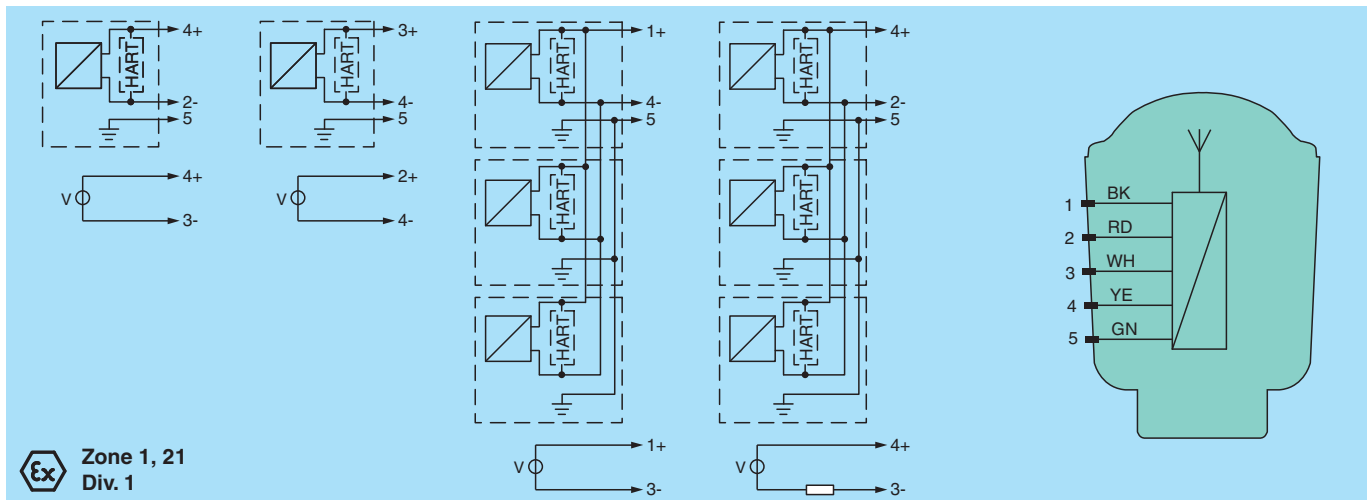 4+
HART
2-
5
V
4+
3-
3+
HART
4-
5
V
2+
4-
1+
HART
4-
5
HART
HART
V
1+
3-
4+
HART
2-
5
HART
HART
V
4+
3-
1 BK
2 RD
3 WH
4 YE
5 GN
Ex Zone 1, 21
Div. 1